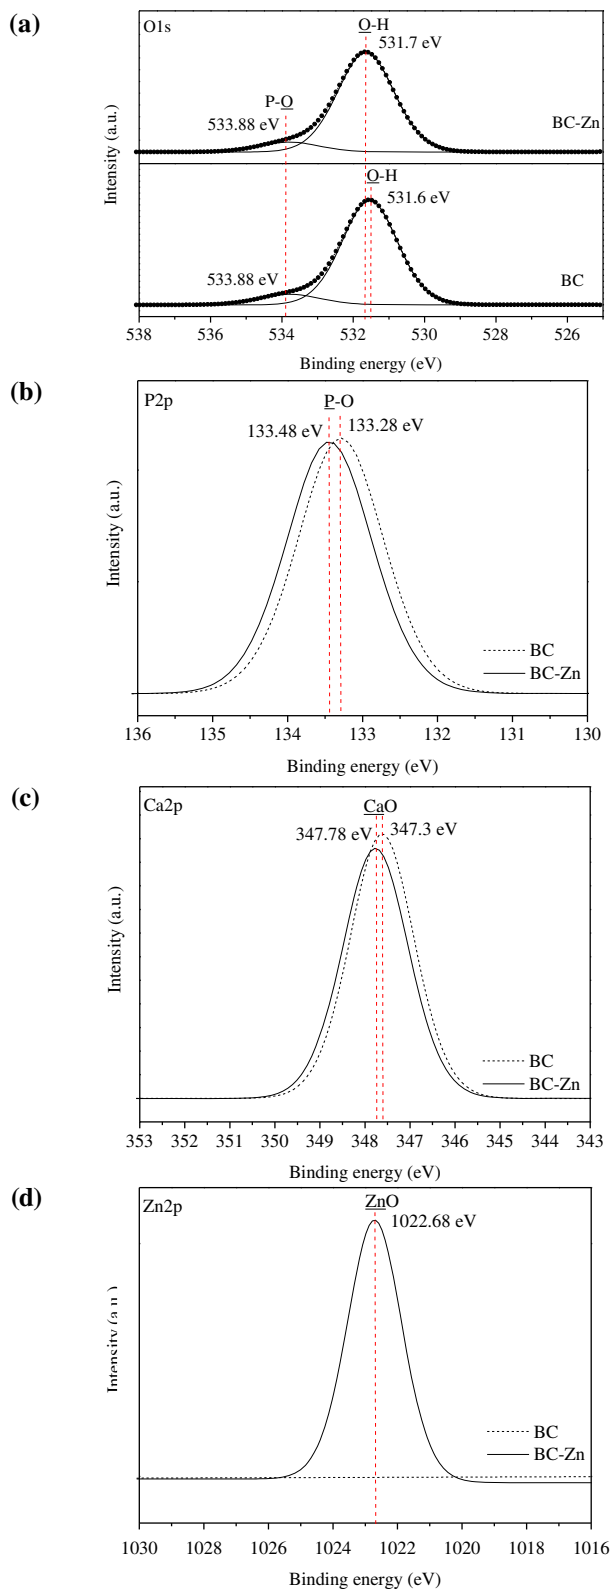 (a)
O1s
O-H
531.7 eV
P-O
533.88 eV
BC-Zn
O-H
531.6 eV
533.88 eV
BC
Intensity (a.u.)
538 536 534 532 530 528 526
Binding energy (eV)
(b)
P2p
P-O
133.48 eV
133.28 eV
Intensity (a.u.)
BC
BC-Zn
136 135 134 133 132 131 130
Binding energy (eV)
(c)
Ca2p
CaO
347.78 eV
347.3 eV
Intensity (a.u.)
BC
BC-Zn
353 352 351 350 349 348 347 346 345 344 343
Binding energy (eV)
(d)
Zn2p
ZnO
1022.68 eV
Intensity (a.u.)
BC
BC-Zn
1030 1028 1026 1024 1022 1020 1018 1016
Binding energy (eV)